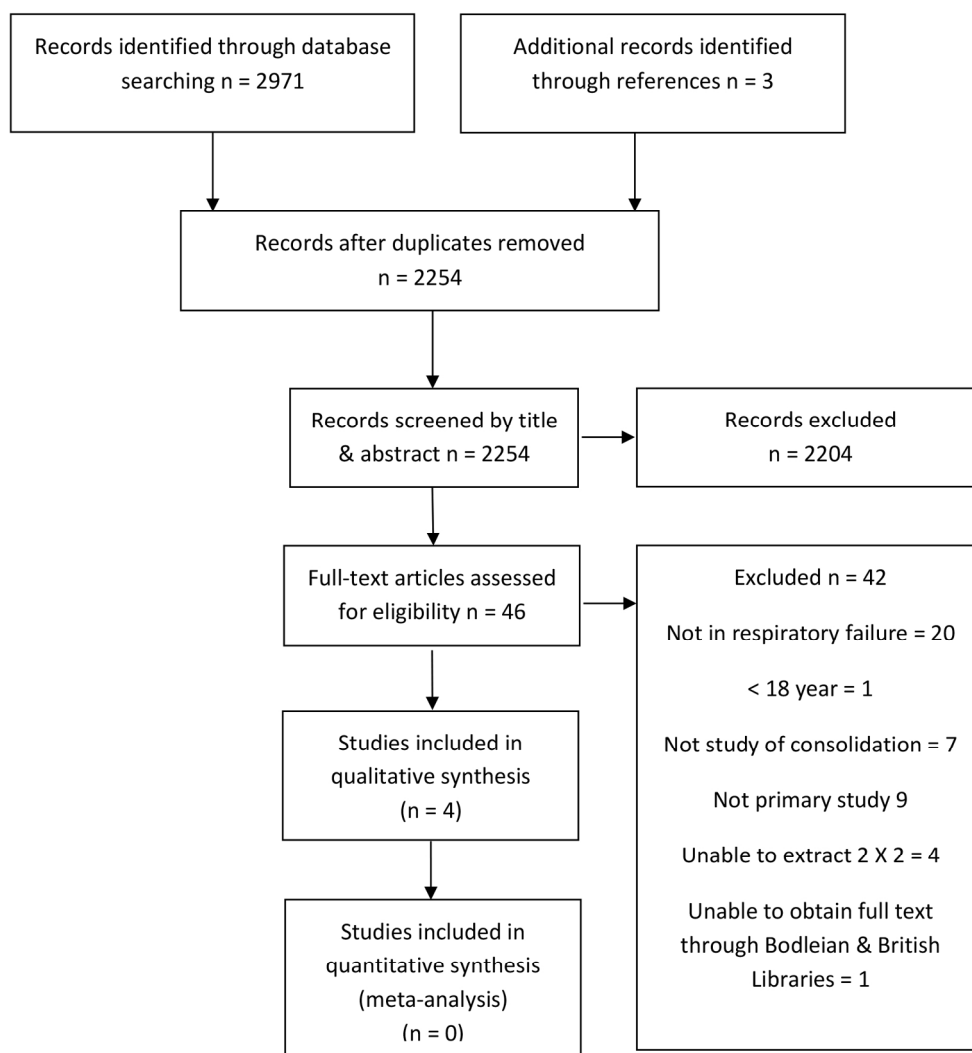 Records identified through database
searching n = 2971
Additional records identified
through references n = 3
Records after duplicates removed
n = 2254
Records screened by title
& abstract n = 2254
Records excluded
n = 2204
Full-text articles assessed
for eligibility n = 46
Excluded n = 42
Not in respiratory failure = 20
< 18 year = 1
Not study of consolidation = 7
Not primary study 9
Unable to extract 2 X 2 = 4
Unable to obtain full text
through Bodleian & British
Libraries = 1
Studies included in
qualitative synthesis
(n = 4)
Studies included in
quantitative synthesis
(meta-analysis)
(n = 0)